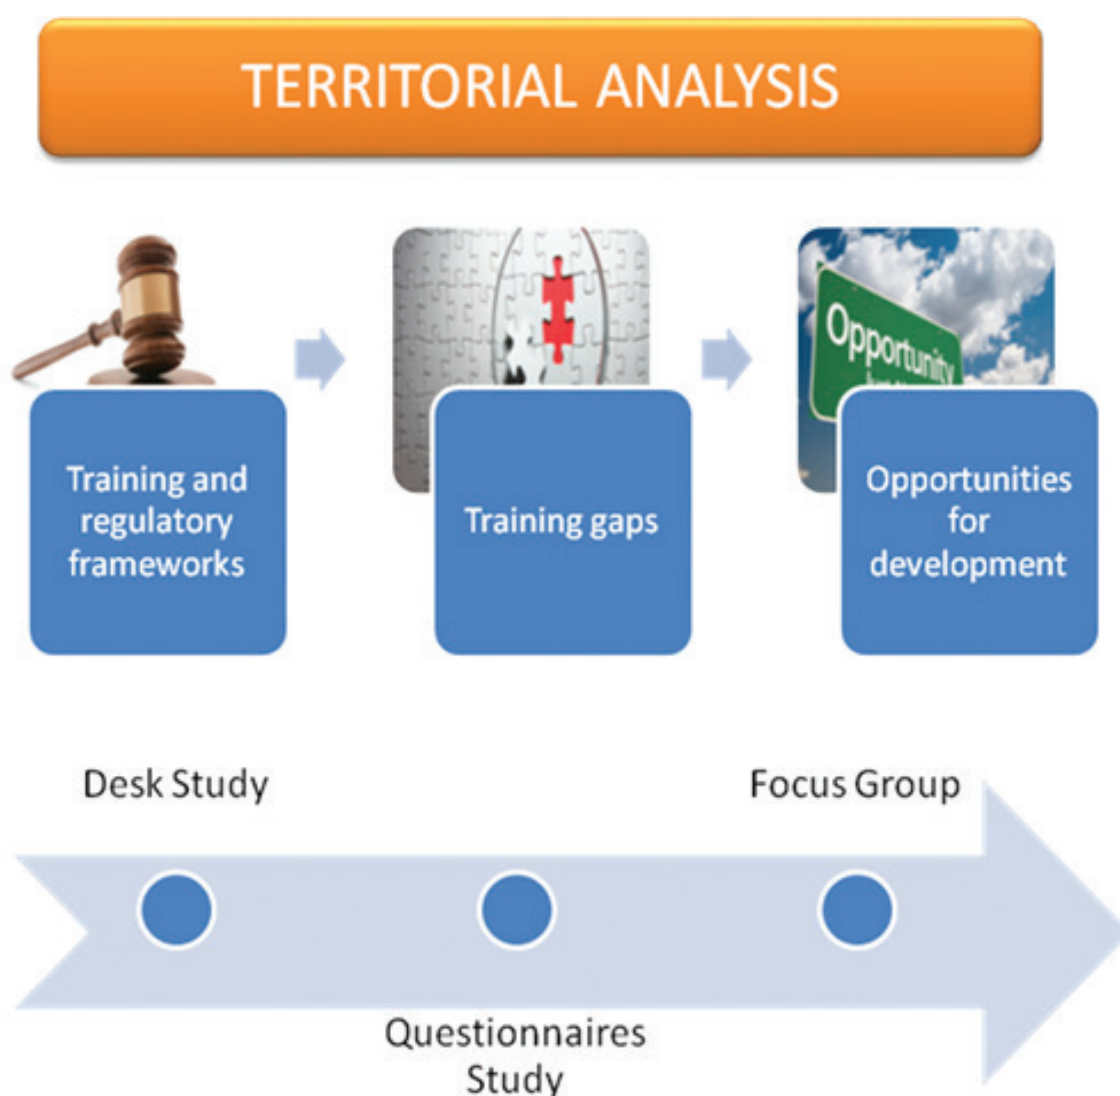 TERRITORIAL ANALYSIS
Opportunity
Training and
regulatory
frameworks
Training gaps
Opportunities
for
development
Desk Study
Focus Group
Questionnaires
Study